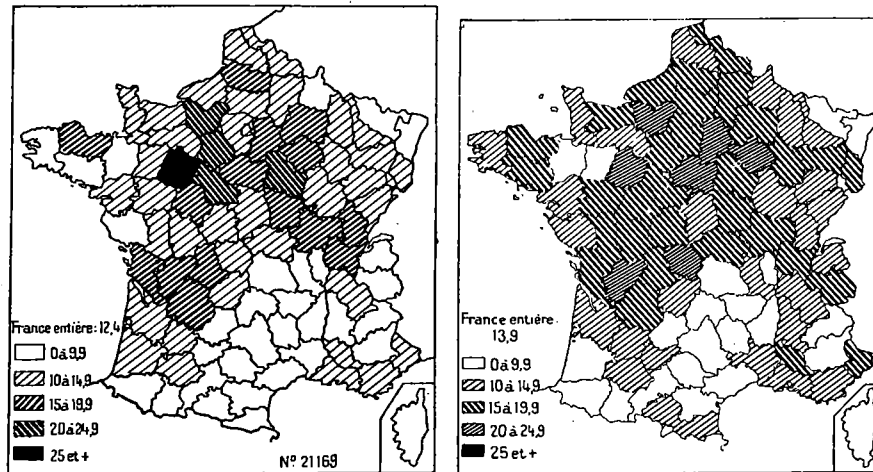 France entière: 12,4
0 à 9,9
10 à 14,9
15 à 19,9
20 à 24,9
25 et +
Nº 21169
France entière.
13,9
0 à 9,9
10 à 14,9
15 à 19,9
20 à 24,9
25 et +